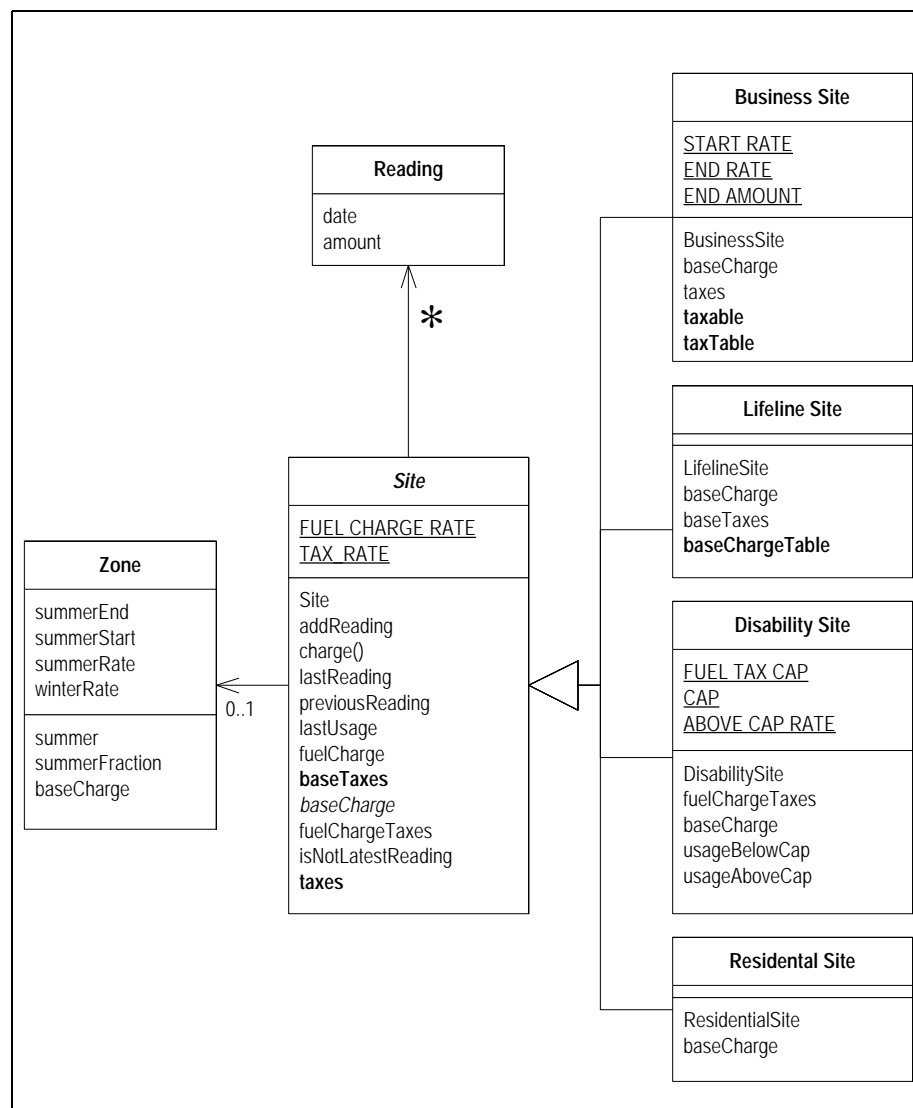 Reading
date
amount
*
Zone
summerEnd
summerStart
summerRate
winterRate
summer
summerFraction
baseCharge
0..1
Site
FUEL CHARGE RATE
TAX_RATE
Site
addReading
charge()
lastReading
previousReading
lastUsage
fuelCharge
baseTaxes
baseCharge
fuelChargeTaxes
isNotLatestReading
taxes
Business Site
START RATE
END RATE
END AMOUNT
BusinessSite
baseCharge
taxes
taxable
taxTable
Lifeline Site
LifelineSite
baseCharge
baseTaxes
baseChargeTable
Disability Site
FUEL TAX CAP
CAP
ABOVE CAP RATE
DisabilitySite
fuelChargeTaxes
baseCharge
usageBelowCap
usageAboveCap
Residental Site
ResidentialSite
baseCharge